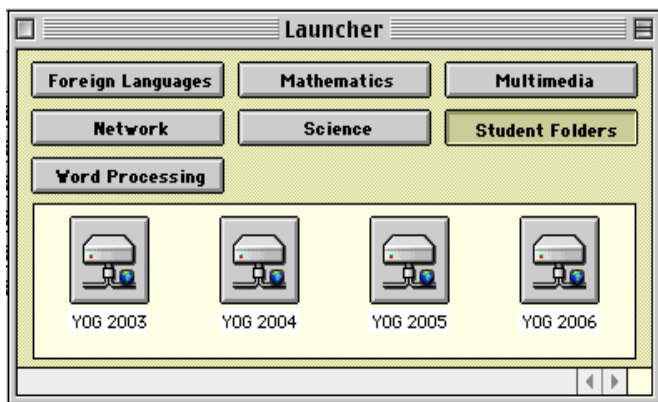 Launcher
Foreign Languages Mathematics Multimedia
Network Science Student Folders
Word Processing
YOG 2003 YOG 2004 YOG 2005 YOG 2006